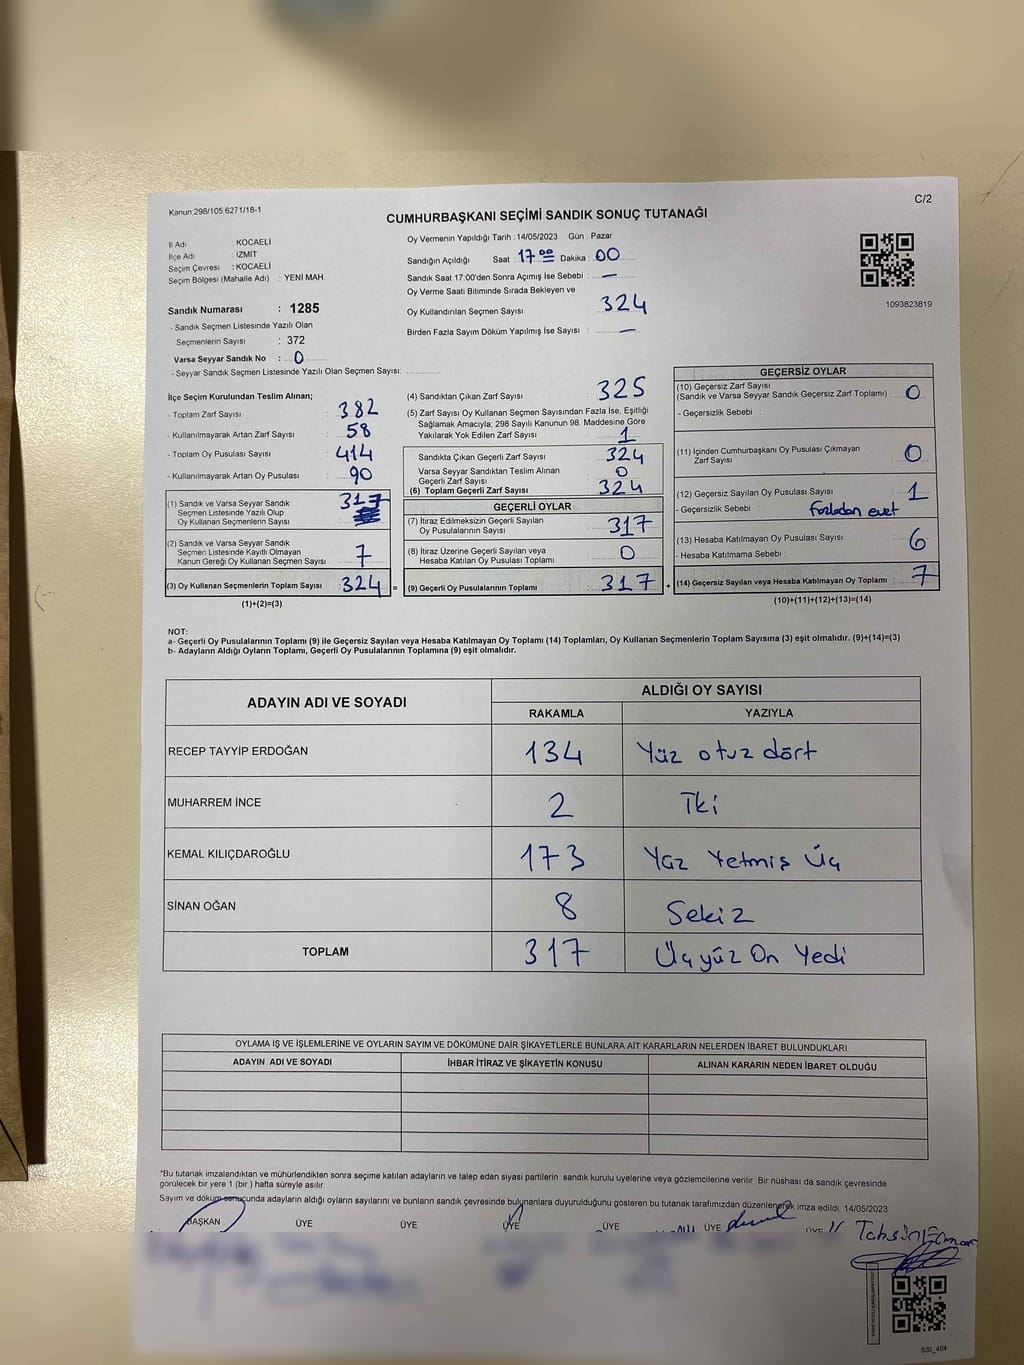 Kanun:298/105 6271/18-1
C/2
CUMHURBAŞKANI SEÇİMİ SANDIK SONUÇ TUTANAĞI
İl Adı : KOCAELİ
İlçe Adı : İZMİT
Seçim Çevresi : KOCAELİ
Seçim Bölgesi (Mahalle Adı) : YENİ MAH.
Sandık Numarası : 1285
- Sandık Seçmen Listesinde Yazılı Olan
Seçmenlerin Sayısı : 372
Varsa Seyyar Sandık No : 0
- Seyyar Sandık Seçmen Listesinde Yazılı Olan Seçmen Sayısı:
Oy Vermenin Yapıldığı Tarih : 14/05/2023 Gün : Pazar
Sandığın Açıldığı Saat : 17 00 Dakika : 00
Sandık Saat 17:00'den Sonra Açımış İse Sebebi : —
Oy Verme Saati Bitiminde Sırada Bekleyen ve
Oy Kullandırılan Seçmen Sayısı : 324
Birden Fazla Sayım Döküm Yapılmış İse Sayısı : —
1093823819
İlçe Seçim Kurulundan Teslim Alınan;
- Toplam Zarf Sayısı : 382
- Kullanılmayarak Artan Zarf Sayısı : 58
- Toplam Oy Pusulası Sayısı : 414
- Kullanılmayarak Artan Oy Pusulası : 90
(1) Sandık ve Varsa Seyyar Sandık
Seçmen Listesinde Yazılı Olup
Oy Kullanan Seçmenlerin Sayısı : 317
(2) Sandık ve Varsa Seyyar Sandık
Seçmen Listesinde Kayıtlı Olmayan
Kanun Gereği Oy Kullanan Seçmen Sayısı : 7
(3) Oy Kullanan Seçmenlerin Toplam Sayısı : 324 =
(1)+(2)=(3)
(4) Sandıktan Çıkan Zarf Sayısı : 325
(5) Zarf Sayısı Oy Kullanan Seçmen Sayısından Fazla İse, Eşitliği
Sağlamak Amacıyla; 298 Sayılı Kanunun 98. Maddesine Göre
Yakılarak Yok Edilen Zarf Sayısı : 1
Sandıkta Çıkan Geçerli Zarf Sayısı : 324
Varsa Seyyar Sandıktan Teslim Alınan
Geçerli Zarf Sayısı : 0
(6) Toplam Geçerli Zarf Sayısı : 324
GEÇERLİ OYLAR
(7) İtiraz Edilmeksizin Geçerli Sayılan
Oy Pusulalarının Sayısı : 317
(8) İtiraz Üzerine Geçerli Sayılan veya
Hesaba Katılan Oy Pusulası Toplamı : 0
(9) Geçerli Oy Pusulalarının Toplamı : 317 +
GEÇERSİZ OYLAR
(10) Geçersiz Zarf Sayısı
(Sandık ve Varsa Seyyar Sandık Geçersiz Zarf Toplamı) : 0
- Geçersizlik Sebebi :
(11) İçinden Cumhurbaşkanı Oy Pusulası Çıkmayan
Zarf Sayısı : 0
(12) Geçersiz Sayılan Oy Pusulası Sayısı : 1
- Geçersizlik Sebebi : fazladan evet
(13) Hesaba Katılmayan Oy Pusulası Sayısı : 6
- Hesaba Katılmama Sebebi :
(14) Geçersiz Sayılan veya Hesaba Katılmayan Oy Toplamı : 7
(10)+(11)+(12)+(13)=(14)
NOT:
a- Geçerli Oy Pusulalarının Toplamı (9) ile Geçersiz Sayılan veya Hesaba Katılmayan Oy Toplamı (14) Toplamları, Oy Kullanan Seçmenlerin Toplam Sayısına (3) eşit olmalıdır. (9)+(14)=(3)
b- Adayların Aldığı Oyların Toplamı, Geçerli Oy Pusulalarının Toplamına (9) eşit olmalıdır.
ADAYIN ADI VE SOYADI ALDIĞI OY SAYISI
RAKAMLA YAZIYLA
RECEP TAYYİP ERDOĞAN 134 Yüz otuz dört
MUHARREM İNCE 2 İki
KEMAL KILIÇDAROĞLU 173 Yüz Yetmiş Üç
SİNAN OĞAN 8 Sekiz
TOPLAM 317 Üçyüz On Yedi
OYLAMA İŞ VE İŞLEMLERİNE VE OYLARIN SAYIM VE DÖKÜMÜNE DAİR ŞİKAYETLERLE BUNLARA AİT KARARLARIN NELERDEN İBARET BULUNDUKLARI
ADAYIN ADI VE SOYADI İHBAR İTİRAZ VE ŞİKAYETİN KONUSU ALINAN KARARIN NEDEN İBARET OLDUĞU
*Bu tutanak imzalandıktan ve mühürlendikten sonra seçime katılan adayların ve talep eden siyasi partilerin sandık kurulu üyelerine veya gözlemcilerine verilir. Bir nüshası da sandık çevresinde
görülecek bir yere 1 (bir ) hafta süreyle asılır.
Sayım ve döküm sonucunda adayların aldığı oyların sayılarını ve bunların sandık çevresinde bulunanlara duyurulduğunu gösteren bu tutanak tarafımızdan düzenlenerek imza edildi. 14/05/2023
BAŞKAN ÜYE ÜYE ÜYE ÜYE ÜYE ÜYE
SSI_404